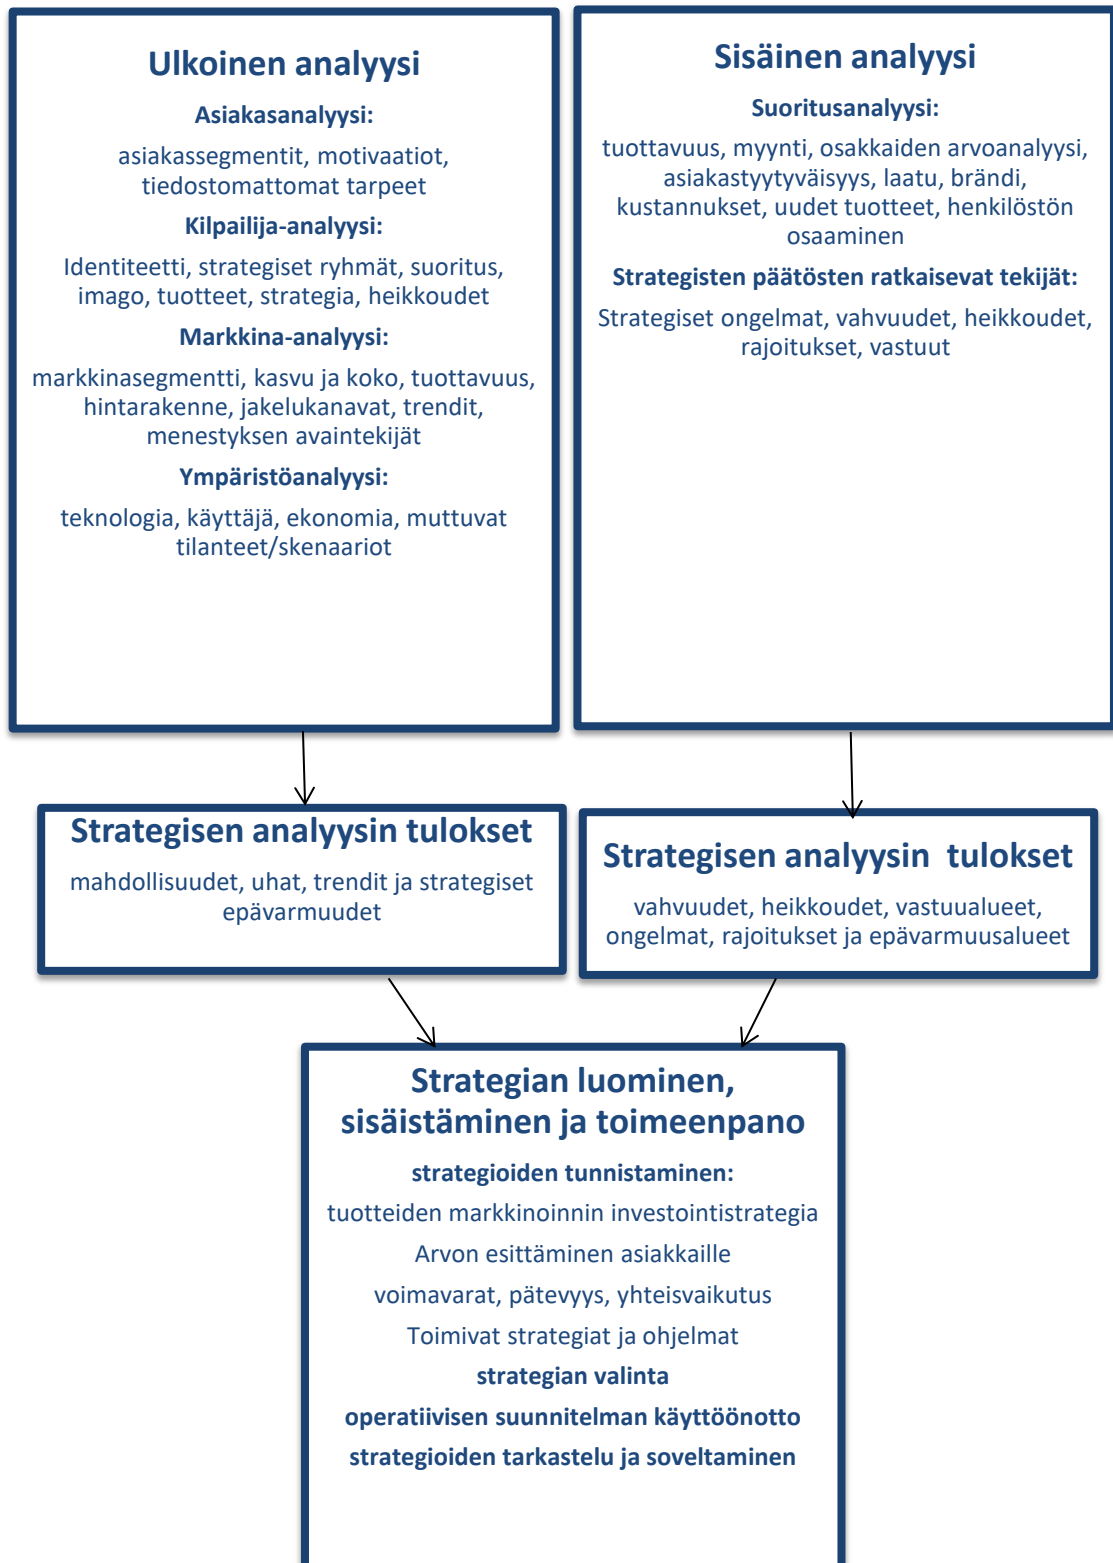 Ulkoinen analyysi
Asiakasanalyysi:
asiakassegmentit, motivaatiot,
tiedostomattomat tarpeet
Kilpailija-analyysi:
Identiteetti, strategiset ryhmät, suoritus,
imago, tuotteet, strategia, heikkoudet
Markkina-analyysi:
markkinasegmentti, kasvu ja koko, tuottavuus,
hintarakenne, jakelukanavat, trendit,
menestyksen avaintekijät
Ympäristöanalyysi:
teknologia, käyttäjä, ekonomia, muttuvat
tilanteet/skenaariot
Sisäinen analyysi
Suoritusanalyysi:
tuottavuus, myynti, osakkaiden arvoanalyysi,
asiakastyytyväisyys, laatu, brändi,
kustannukset, uudet tuotteet, henkilöstön
osaaminen
Strategisten päätösten ratkaisevat tekijät:
Strategiset ongelmat, vahvuudet, heikkoudet,
rajoitukset, vastuut
Strategisen analyysin tulokset
mahdollisuudet, uhat, trendit ja strategiset
epävarmuudet
Strategisen analyysin  tulokset
vahvuudet, heikkoudet, vastuualueet,
ongelmat, rajoitukset ja epävarmuusalueet
Strategian luominen,
sisäistäminen ja toimeenpano
strategioiden tunnistaminen:
tuotteiden markkinoinnin investointistrategia
Arvon esittäminen asiakkaille
voimavarat, pätevyys, yhteisvaikutus
Toimivat strategiat ja ohjelmat
strategian valinta
operatiivisen suunnitelman käyttöönotto
strategioiden tarkastelu ja soveltaminen